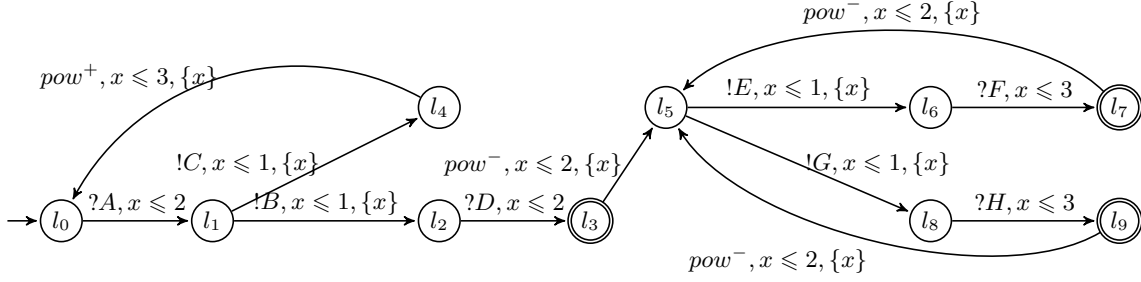 pow⁻, x ⩽ 2, {x}
pow⁺, x ⩽ 3, {x}
l₄
l₅
!E, x ⩽ 1, {x}
l₆
?F, x ⩽ 3
l₇
!C, x ⩽ 1, {x}
pow⁻, x ⩽ 2, {x}
!G, x ⩽ 1, {x}
l₀
?A, x ⩽ 2
l₁
!B, x ⩽ 1, {x}
l₂
?D, x ⩽ 2
l₃
l₈
?H, x ⩽ 3
l₉
pow⁻, x ⩽ 2, {x}